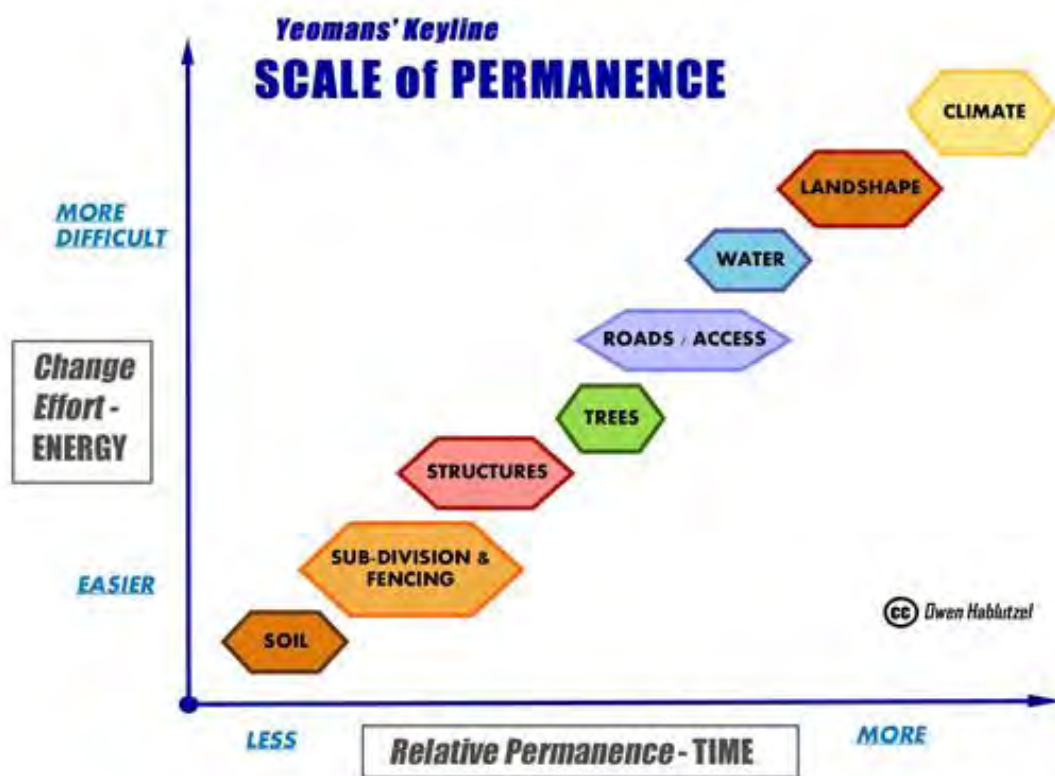 Yeomans' Keyline
SCALE of PERMANENCE
CLIMATE
LANDSHAPE
MORE
DIFFICULT
WATER
ROADS / ACCESS
Change
Effort -
ENERGY
TREES
STRUCTURES
SUB-DIVISION &
FENCING
EASIER
cc Owen Hablutzel
SOIL
LESS
Relative Permanence - TIME
MORE